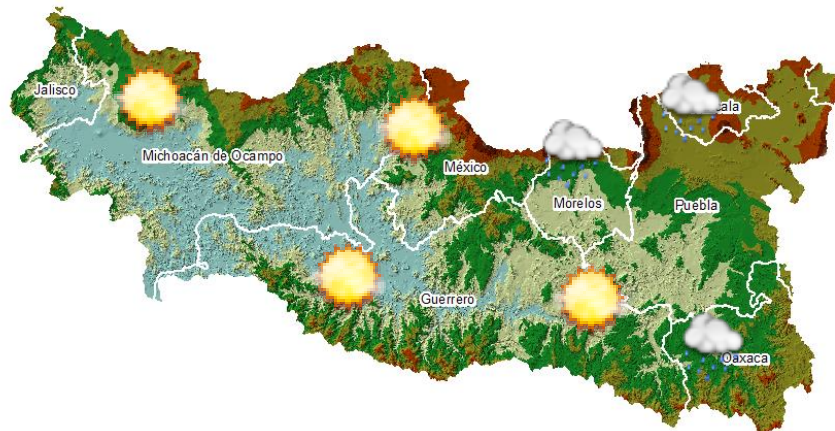 Jalisco
Michoacán de Ocampo
México
Morelos
Puebla
Guerrero
Oaxaca